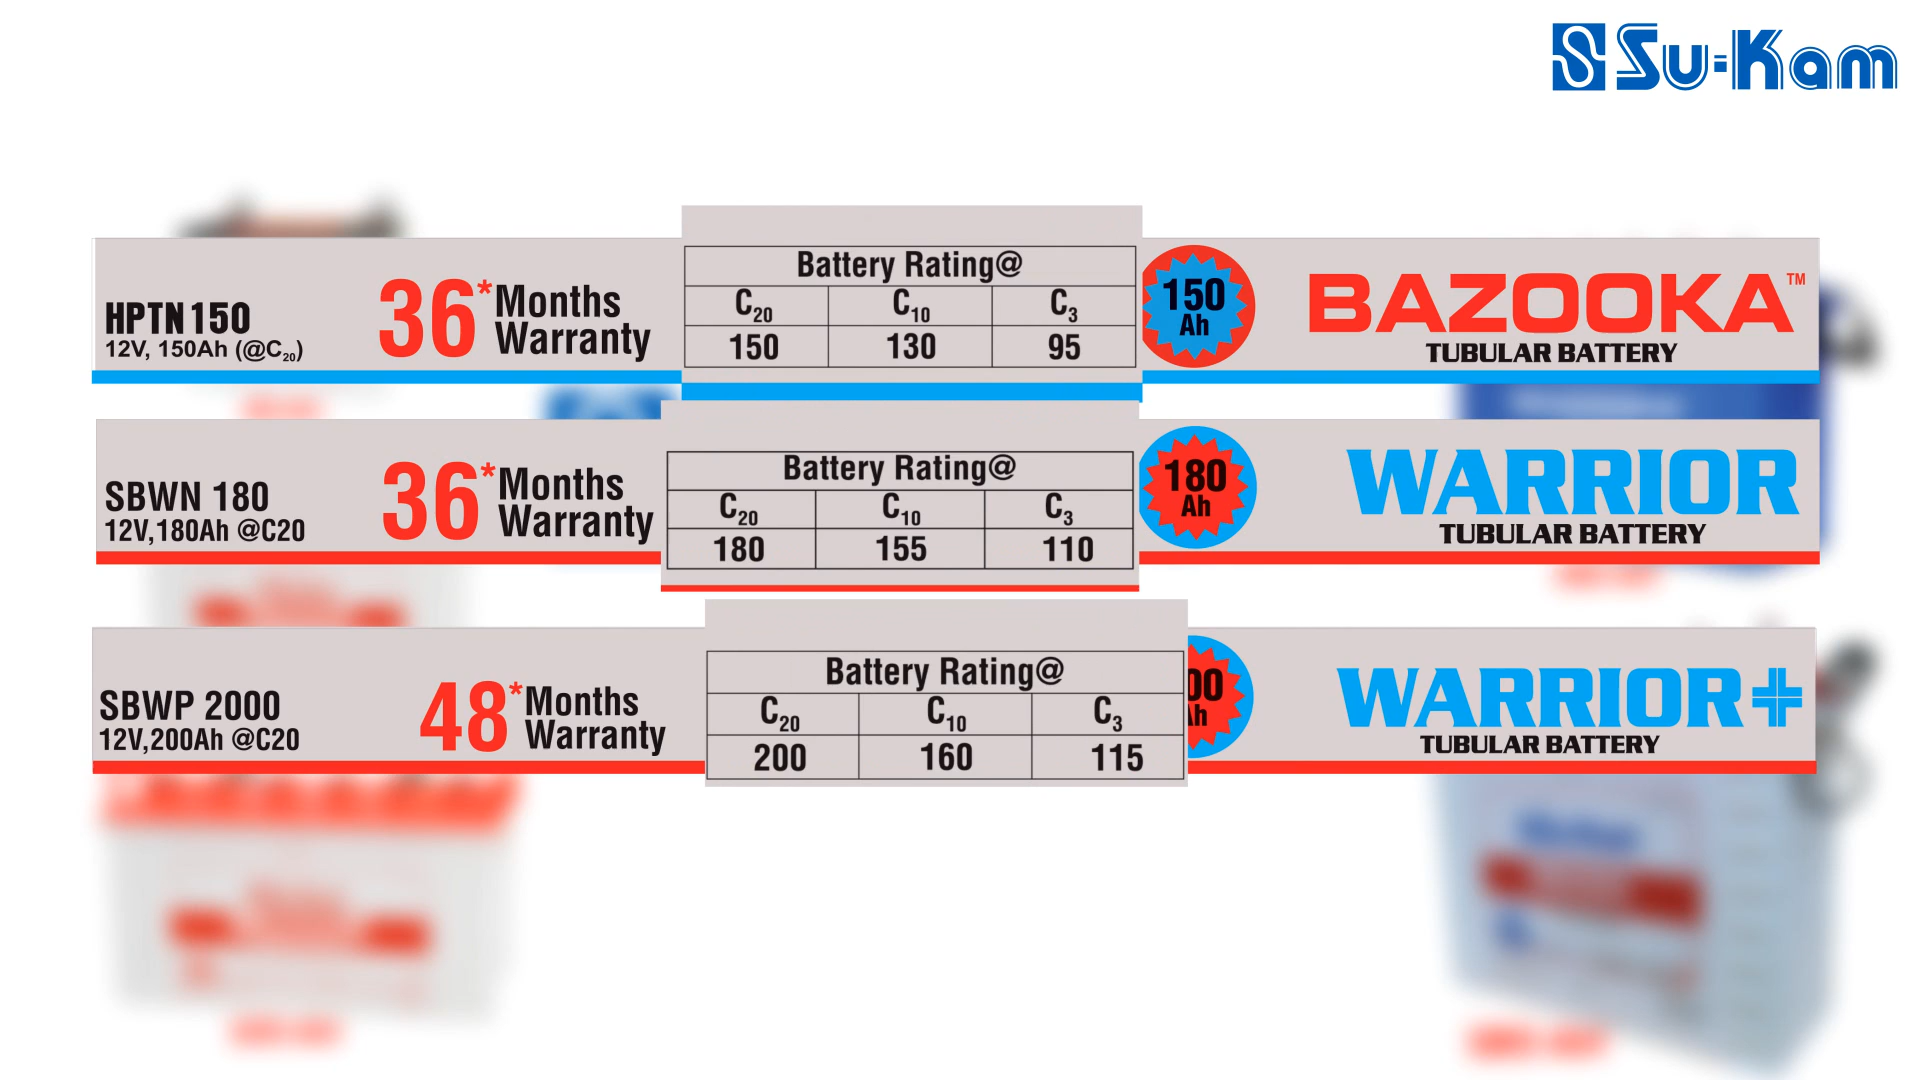 Su-Kam
HPTN 150
12V, 150Ah (@C20)
36* Months
Warranty
Battery Rating@
C20 C10 C3
150 130 95
150
Ah
BAZOOKA™
TUBULAR BATTERY
SBWN 180
12V,180Ah @C20
36* Months
Warranty
Battery Rating@
C20 C10 C3
180 155 110
180
Ah
WARRIOR
TUBULAR BATTERY
SBWP 2000
12V,200Ah @C20
48* Months
Warranty
Battery Rating@
C20 C10 C3
200 160 115
WARRIOR+
TUBULAR BATTERY